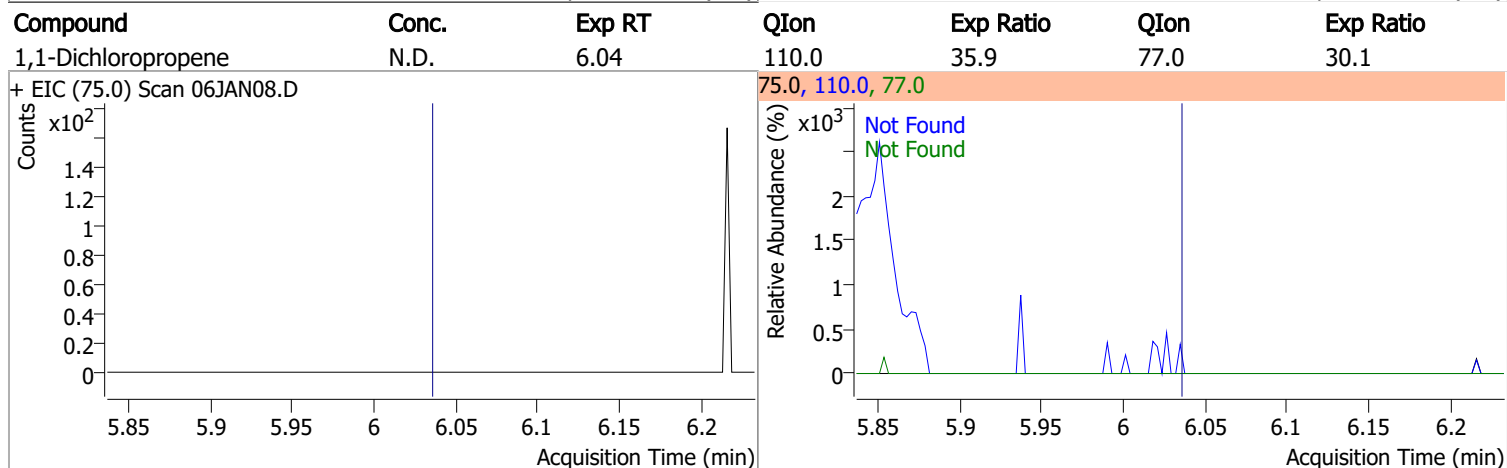 Compound Conc. Exp RT QIon Exp Ratio QIon Exp Ratio
1,1-Dichloropropene N.D. 6.04 110.0 35.9 77.0 30.1
+ EIC (75.0) Scan 06JAN08.D
Counts
x10²
1.4
1.2
1
0.8
0.6
0.4
0.2
0
5.85 5.9 5.95 6 6.05 6.1 6.15 6.2
Acquisition Time (min)
75.0, 110.0, 77.0
Relative Abundance (%)
x10³
Not Found
Not Found
2
1.5
1
0.5
0
5.85 5.9 5.95 6 6.05 6.1 6.15 6.2
Acquisition Time (min)